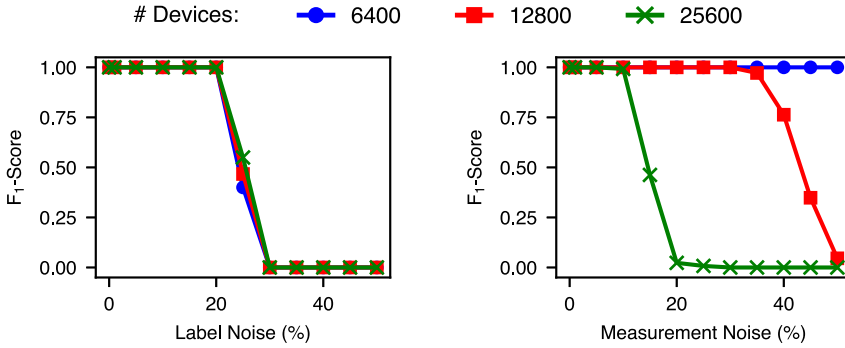 # Devices: 6400 12800 25600
1.00 1.00
0.75 0.75
0.50 0.50
0.25 0.25
0.00 0.00
F1-Score F1-Score
0 20 40 0 20 40
Label Noise (%) Measurement Noise (%)